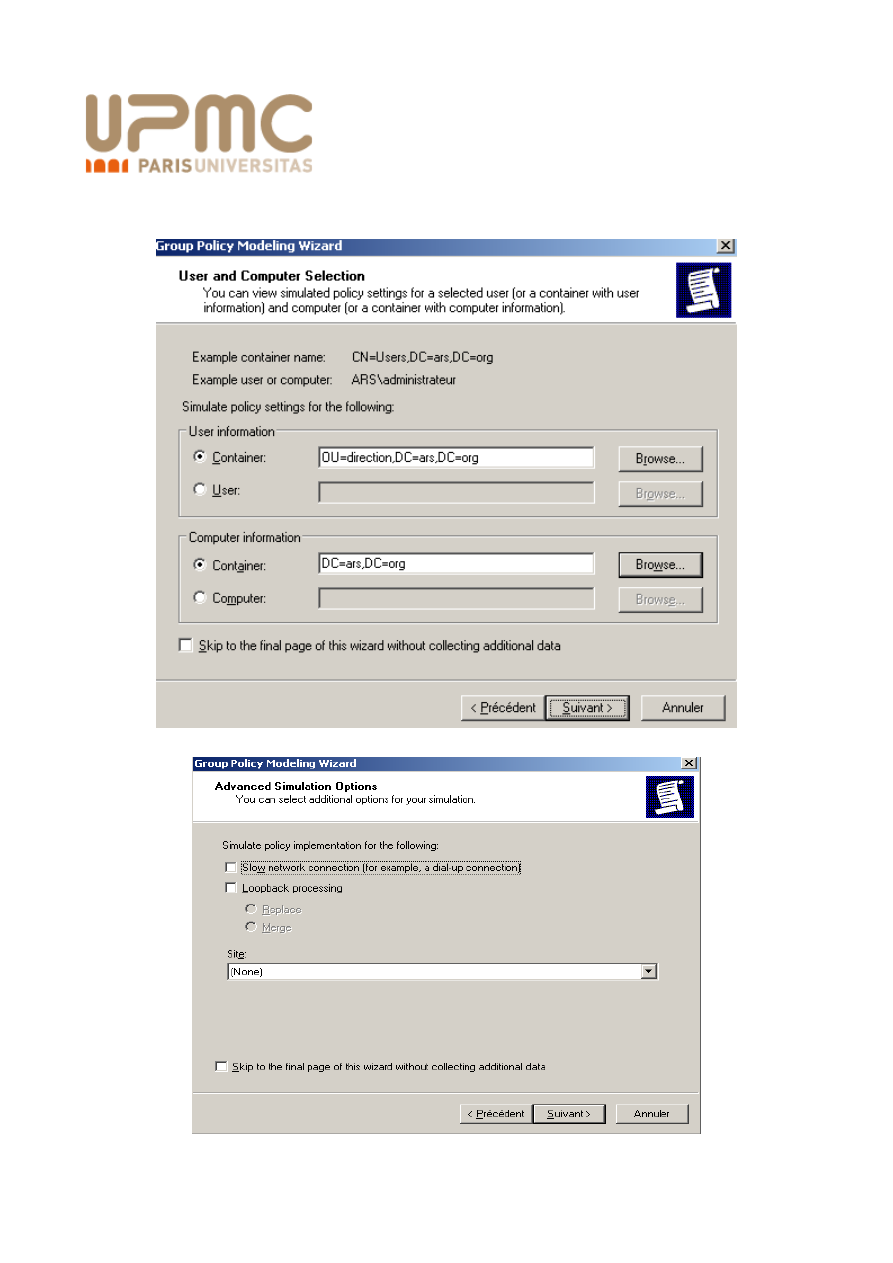 UPMC
PARISUNIVERSITAS
Group Policy Modeling Wizard
User and Computer Selection
You can view simulated policy settings for a selected user (or a container with user
information) and computer (or a container with computer information).
Example container name: CN=Users,DC=ars,DC=org
Example user or computer: ARS\administrateur
Simulate policy settings for the following:
User information
Container: OU=direction,DC=ars,DC=org Browse...
User: Browse...
Computer information
Container: DC=ars,DC=org Browse...
Computer: Browse...
Skip to the final page of this wizard without collecting additional data
< Précédent Suivant > Annuler
Group Policy Modeling Wizard
Advanced Simulation Options
You can select additional options for your simulation.
Simulate policy implementation for the following:
Slow network connection (for example, a dial-up connection)
Loopback processing
Replace
Merge
Site:
(None)
Skip to the final page of this wizard without collecting additional data
< Précédent Suivant > Annuler